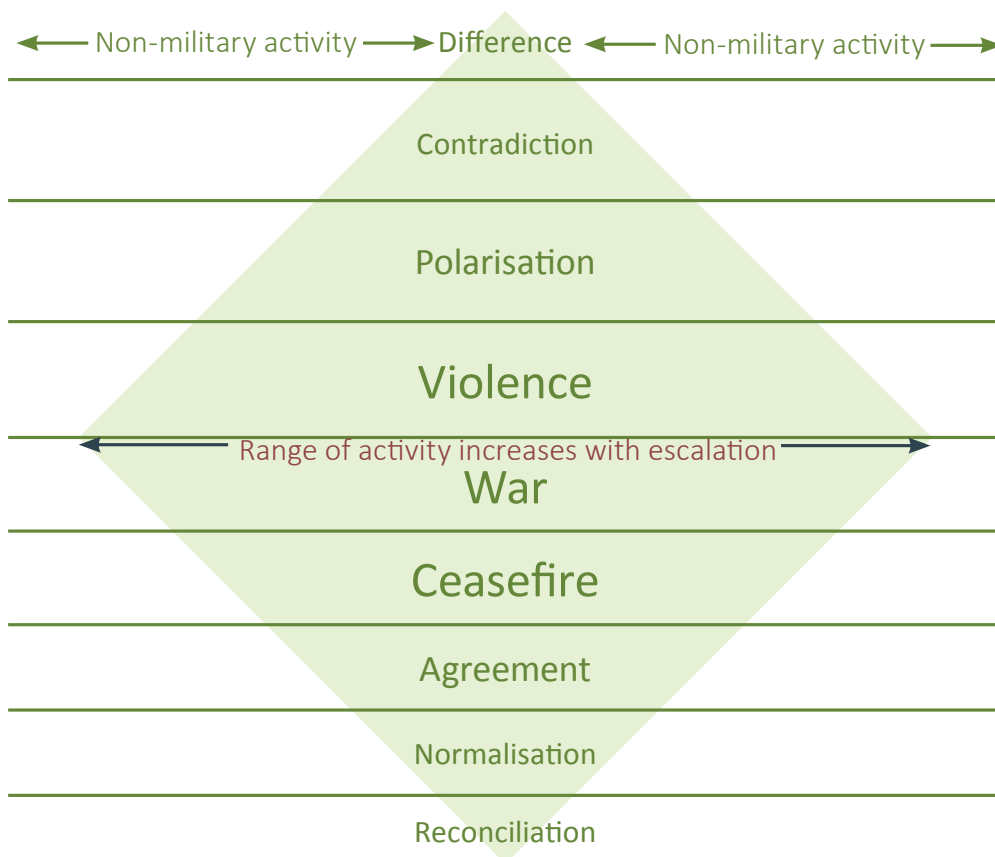 Non-military activity Difference Non-military activity
Contradiction
Polarisation
Violence
Range of activity increases with escalation
War
Ceasefire
Agreement
Normalisation
Reconciliation